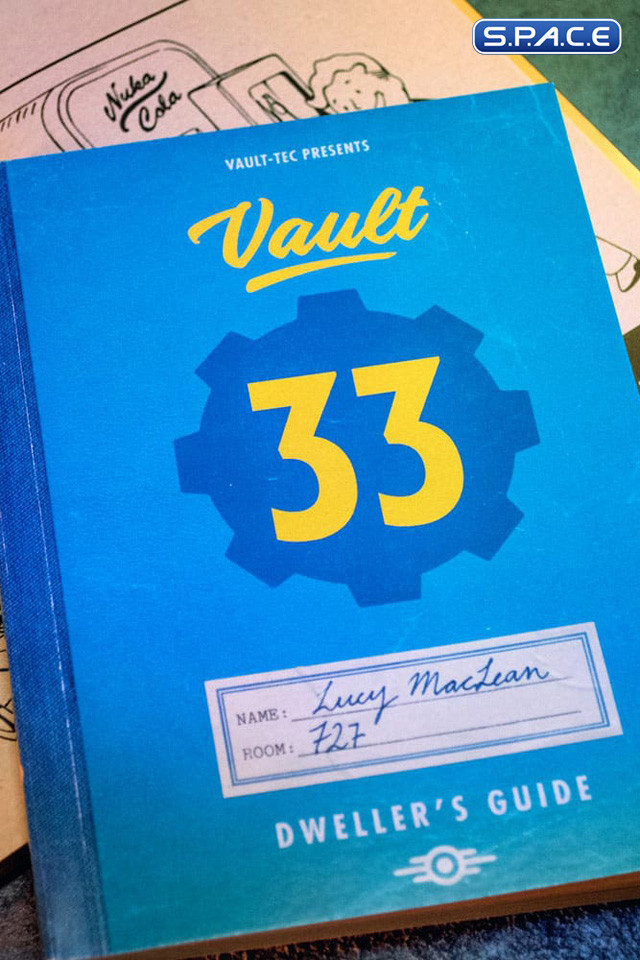 S.P.A.C.E
Nuka
Cola
VAULT-TEC PRESENTS
Vault
33
NAME: Lucy MacLean
ROOM: 727
DWELLER'S GUIDE